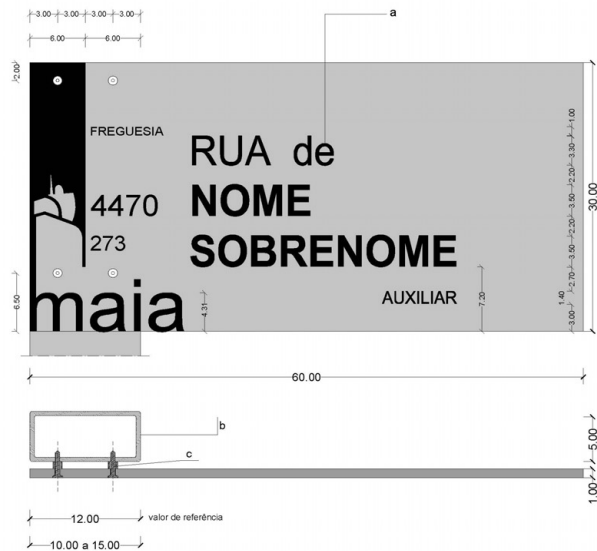 3.00 3.00 3.00 3.00
6.00 6.00
a
2.00
FREGUESIA
RUA de
4470 NOME
273 SOBRENOME
maia
AUXILIAR
6.50
4.31
7.20
1.40
1.00
3.30
2.20
3.50
2.20
3.50
2.70
3.00
30.00
60.00
b
c
5.00
1.00
12.00 valor de referência
10.00 a 15.00